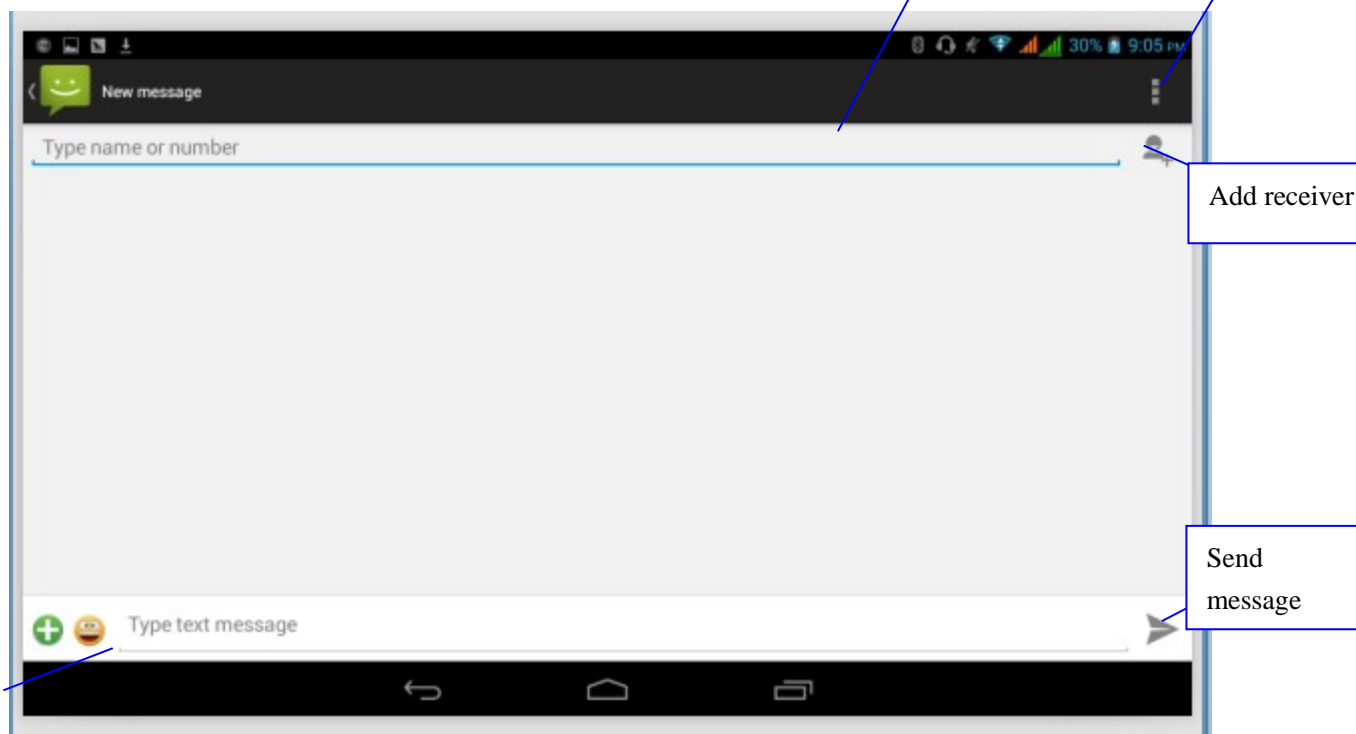 30% 9:05 PM
New message
Type name or number
Add receiver
Send
message
Type text message